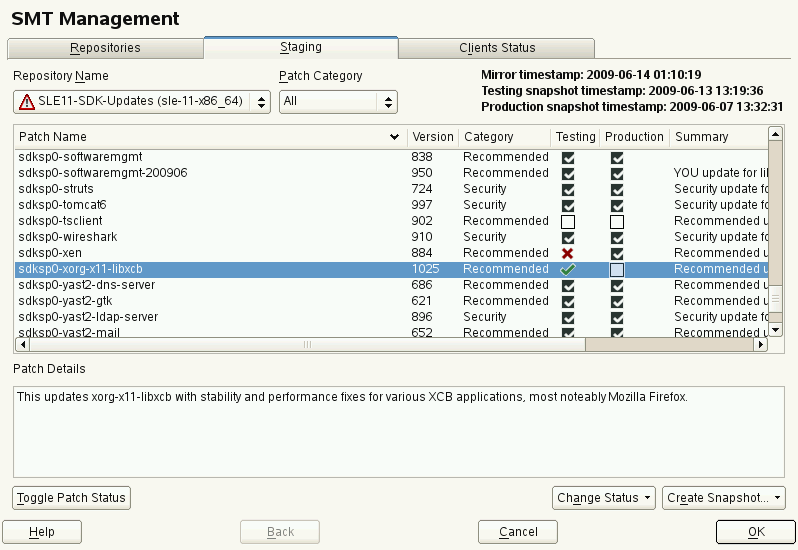 SMT Management
Repositories Staging Clients Status
Repository Name Patch Category
Mirror timestamp: 2009-06-14 01:10:19
Testing snapshot timestamp: 2009-06-13 13:19:36
Production snapshot timestamp: 2009-06-07 13:32:31
SLE11-SDK-Updates (sle-11-x86_64) All
Patch Name Version Category Testing Production Summary
sdksp0-softwaremgmt 838 Recommended
sdksp0-softwaremgmt-200906 950 Recommended YOU update for li
sdksp0-struts 724 Security Security update fo
sdksp0-tomcat6 997 Security Security update fo
sdksp0-tsclient 902 Recommended Recommended u
sdksp0-wireshark 910 Security Security update fo
sdksp0-xen 884 Recommended Recommended u
sdksp0-xorg-x11-libxcb 1025 Recommended Recommended u
sdksp0-yast2-dns-server 686 Recommended Recommended u
sdksp0-yast2-gtk 621 Recommended Recommended u
sdksp0-yast2-ldap-server 896 Security Security update fo
sdksp0-yast2-mail 652 Recommended Recommended u
Patch Details
This updates xorg-x11-libxcb with stability and performance fixes for various XCB applications, most noteably Mozilla Firefox.
Toggle Patch Status Change Status Create Snapshot...
Help Back Cancel OK